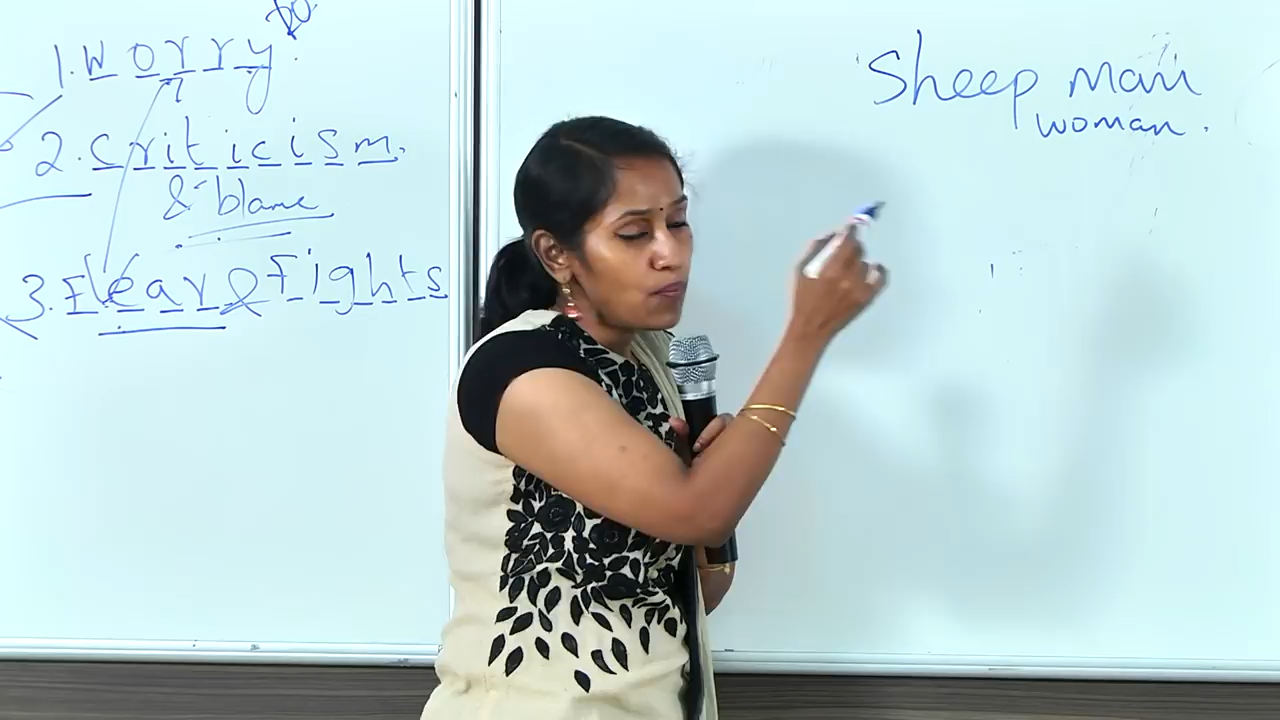 1. worry
2. criticism.
& blame
3. Fear & Fights
Sheep man
woman.